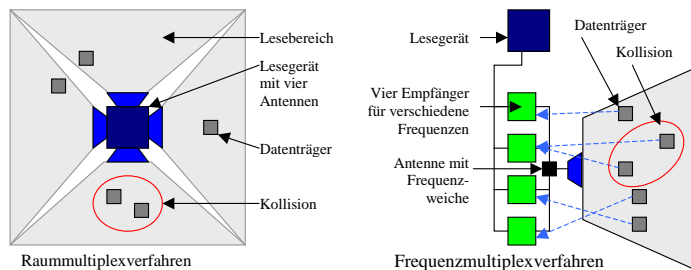 Lesebereich
Lesegerät
mit vier
Antennen
Datenträger
Kollision
Raummultiplexverfahren
Lesegerät
Datenträger
Kollision
Vier Empfänger
für verschiedene
Frequenzen
Antenne mit
Frequenz-
weiche
Frequenzmultiplexverfahren